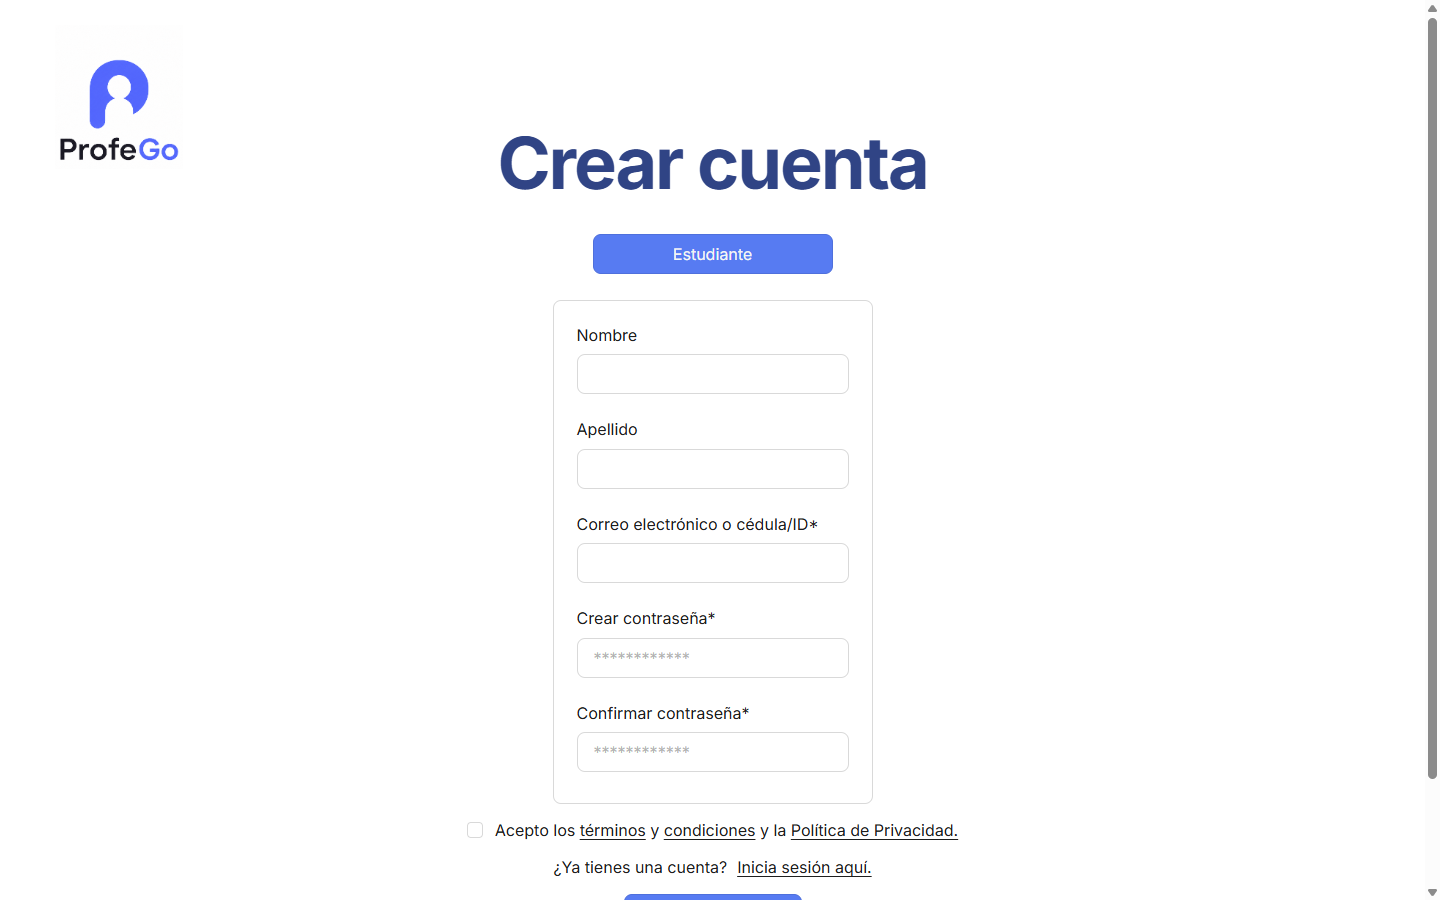 ProfeGo
Crear cuenta
Estudiante
Nombre
Apellido
Correo electrónico o cédula/ID*
Crear contraseña*
************
Confirmar contraseña*
************
Acepto los términos y condiciones y la Política de Privacidad.
¿Ya tienes una cuenta? Inicia sesión aquí.